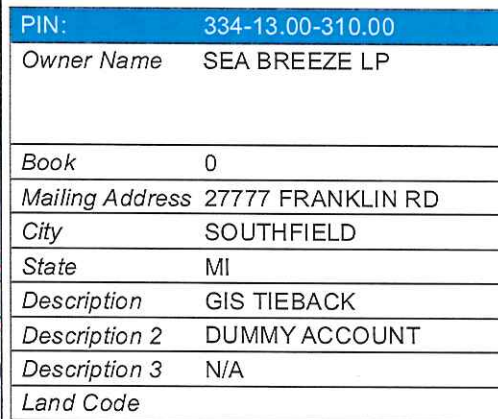 PIN: 334-13.00-310.00
Owner Name SEA BREEZE LP
Book 0
Mailing Address 27777 FRANKLIN RD
City SOUTHFIELD
State MI
Description GIS TIEBACK
Description 2 DUMMY ACCOUNT
Description 3 N/A
Land Code